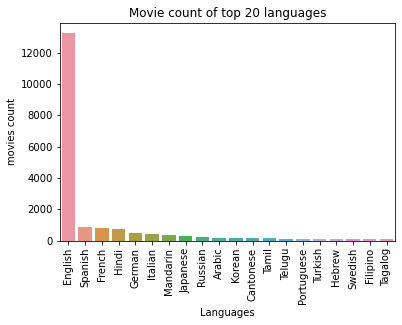 Movie count of top 20 languages
movies count
12000
10000
8000
6000
4000
2000
0
English
Spanish
French
Hindi
German
Italian
Mandarin
Japanese
Russian
Arabic
Korean
Cantonese
Tamil
Telugu
Portuguese
Turkish
Hebrew
Swedish
Filipino
Tagalog
Languages